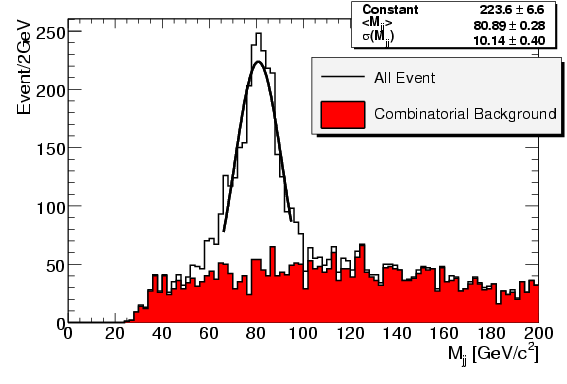 Constant 223.6 ± 6.6
<M_jj> 80.89 ± 0.28
σ(M_jj) 10.14 ± 0.40
Event/2GeV
All Event
Combinatorial Background
250
200
150
100
50
0
0 20 40 60 80 100 120 140 160 180 200
M_jj [GeV/c²]